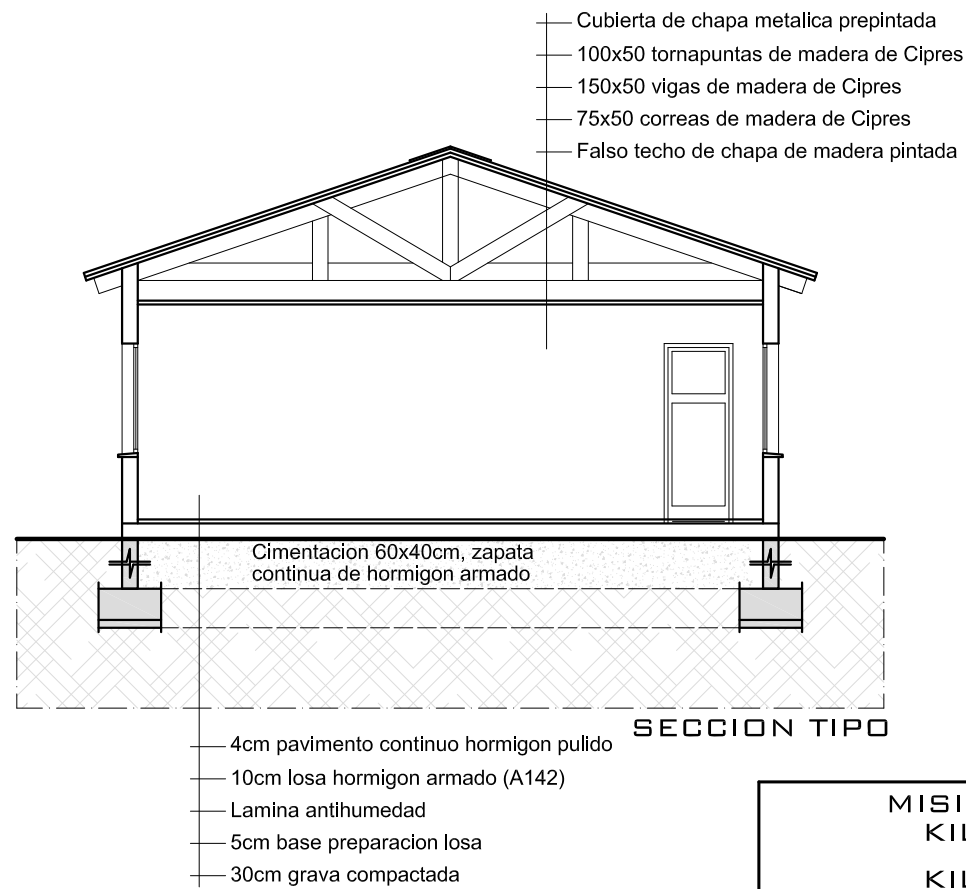 Cubierta de chapa metalica prepintada
100x50 tornapuntas de madera de Cipres
150x50 vigas de madera de Cipres
75x50 correas de madera de Cipres
Falso techo de chapa de madera pintada
Cimentacion 60x40cm, zapata
continua de hormigon armado
SECCION TIPO
4cm pavimento continuo hormigon pulido
10cm losa hormigon armado (A142)
Lamina antihumedad
5cm base preparacion losa
30cm grava compactada
MISI
KIL
KIL